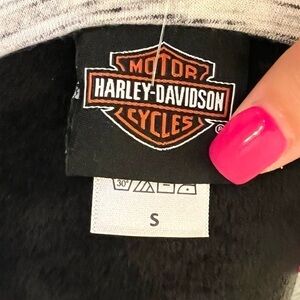 MOTOR
HARLEY-DAVIDSON
CYCLES
®
30°
S